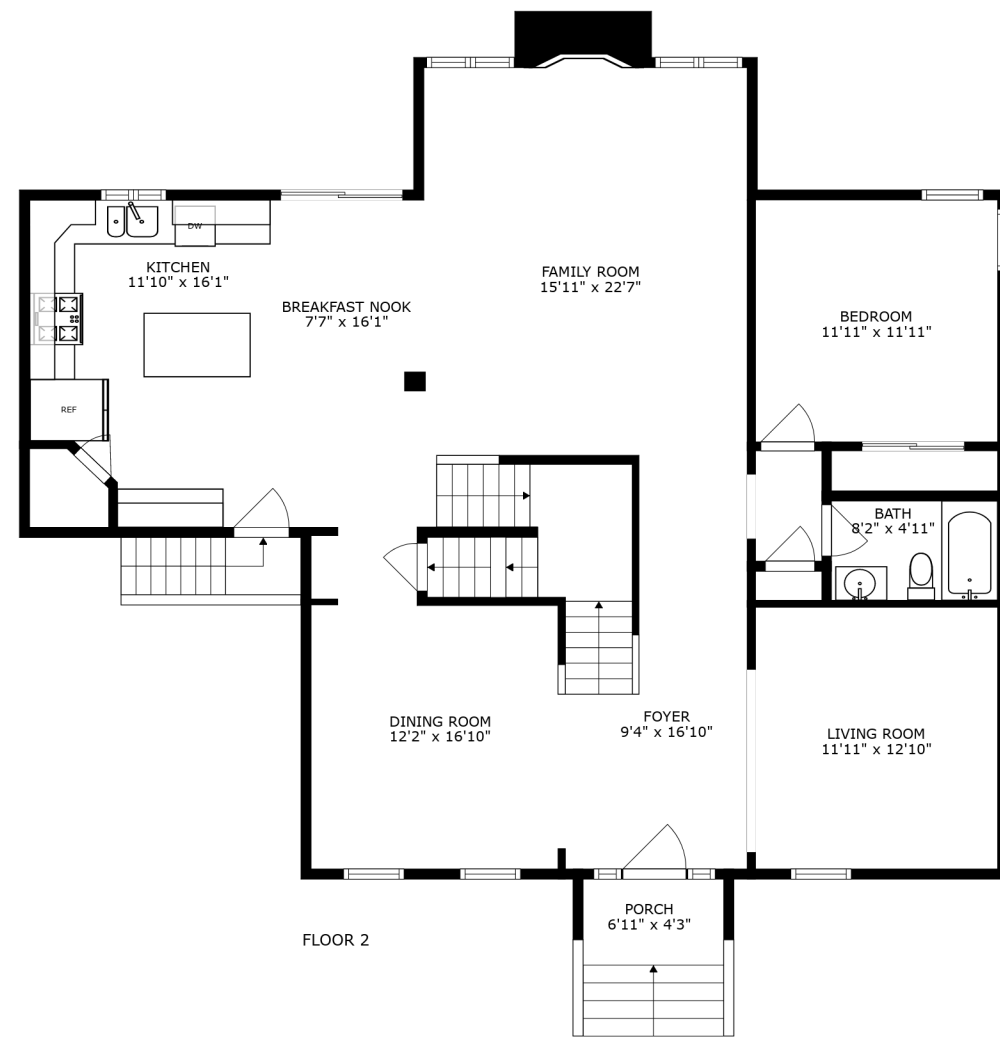 DW
KITCHEN
11'10" x 16'1"
FAMILY ROOM
15'11" x 22'7"
BREAKFAST NOOK
7'7" x 16'1"
BEDROOM
11'11" x 11'11"
REF
BATH
8'2" x 4'11"
DINING ROOM
12'2" x 16'10"
FOYER
9'4" x 16'10"
LIVING ROOM
11'11" x 12'10"
PORCH
6'11" x 4'3"
FLOOR 2